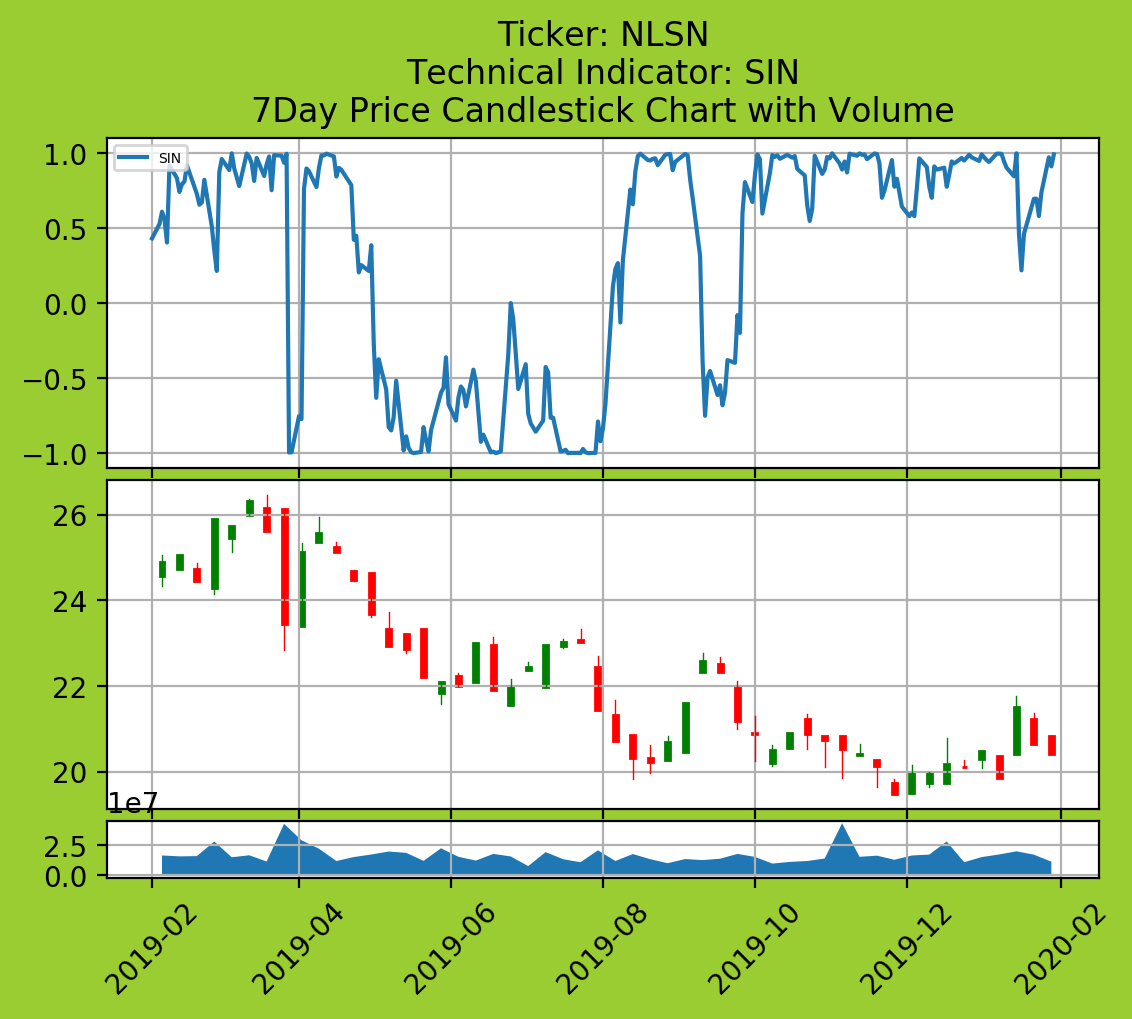 Ticker: NLSN
Technical Indicator: SIN
7Day Price Candlestick Chart with Volume
SIN
1.0
0.5
0.0
−0.5
−1.0
26
24
22
20
1e7
2.5
0.0
2019-02 2019-04 2019-06 2019-08 2019-10 2019-12 2020-02